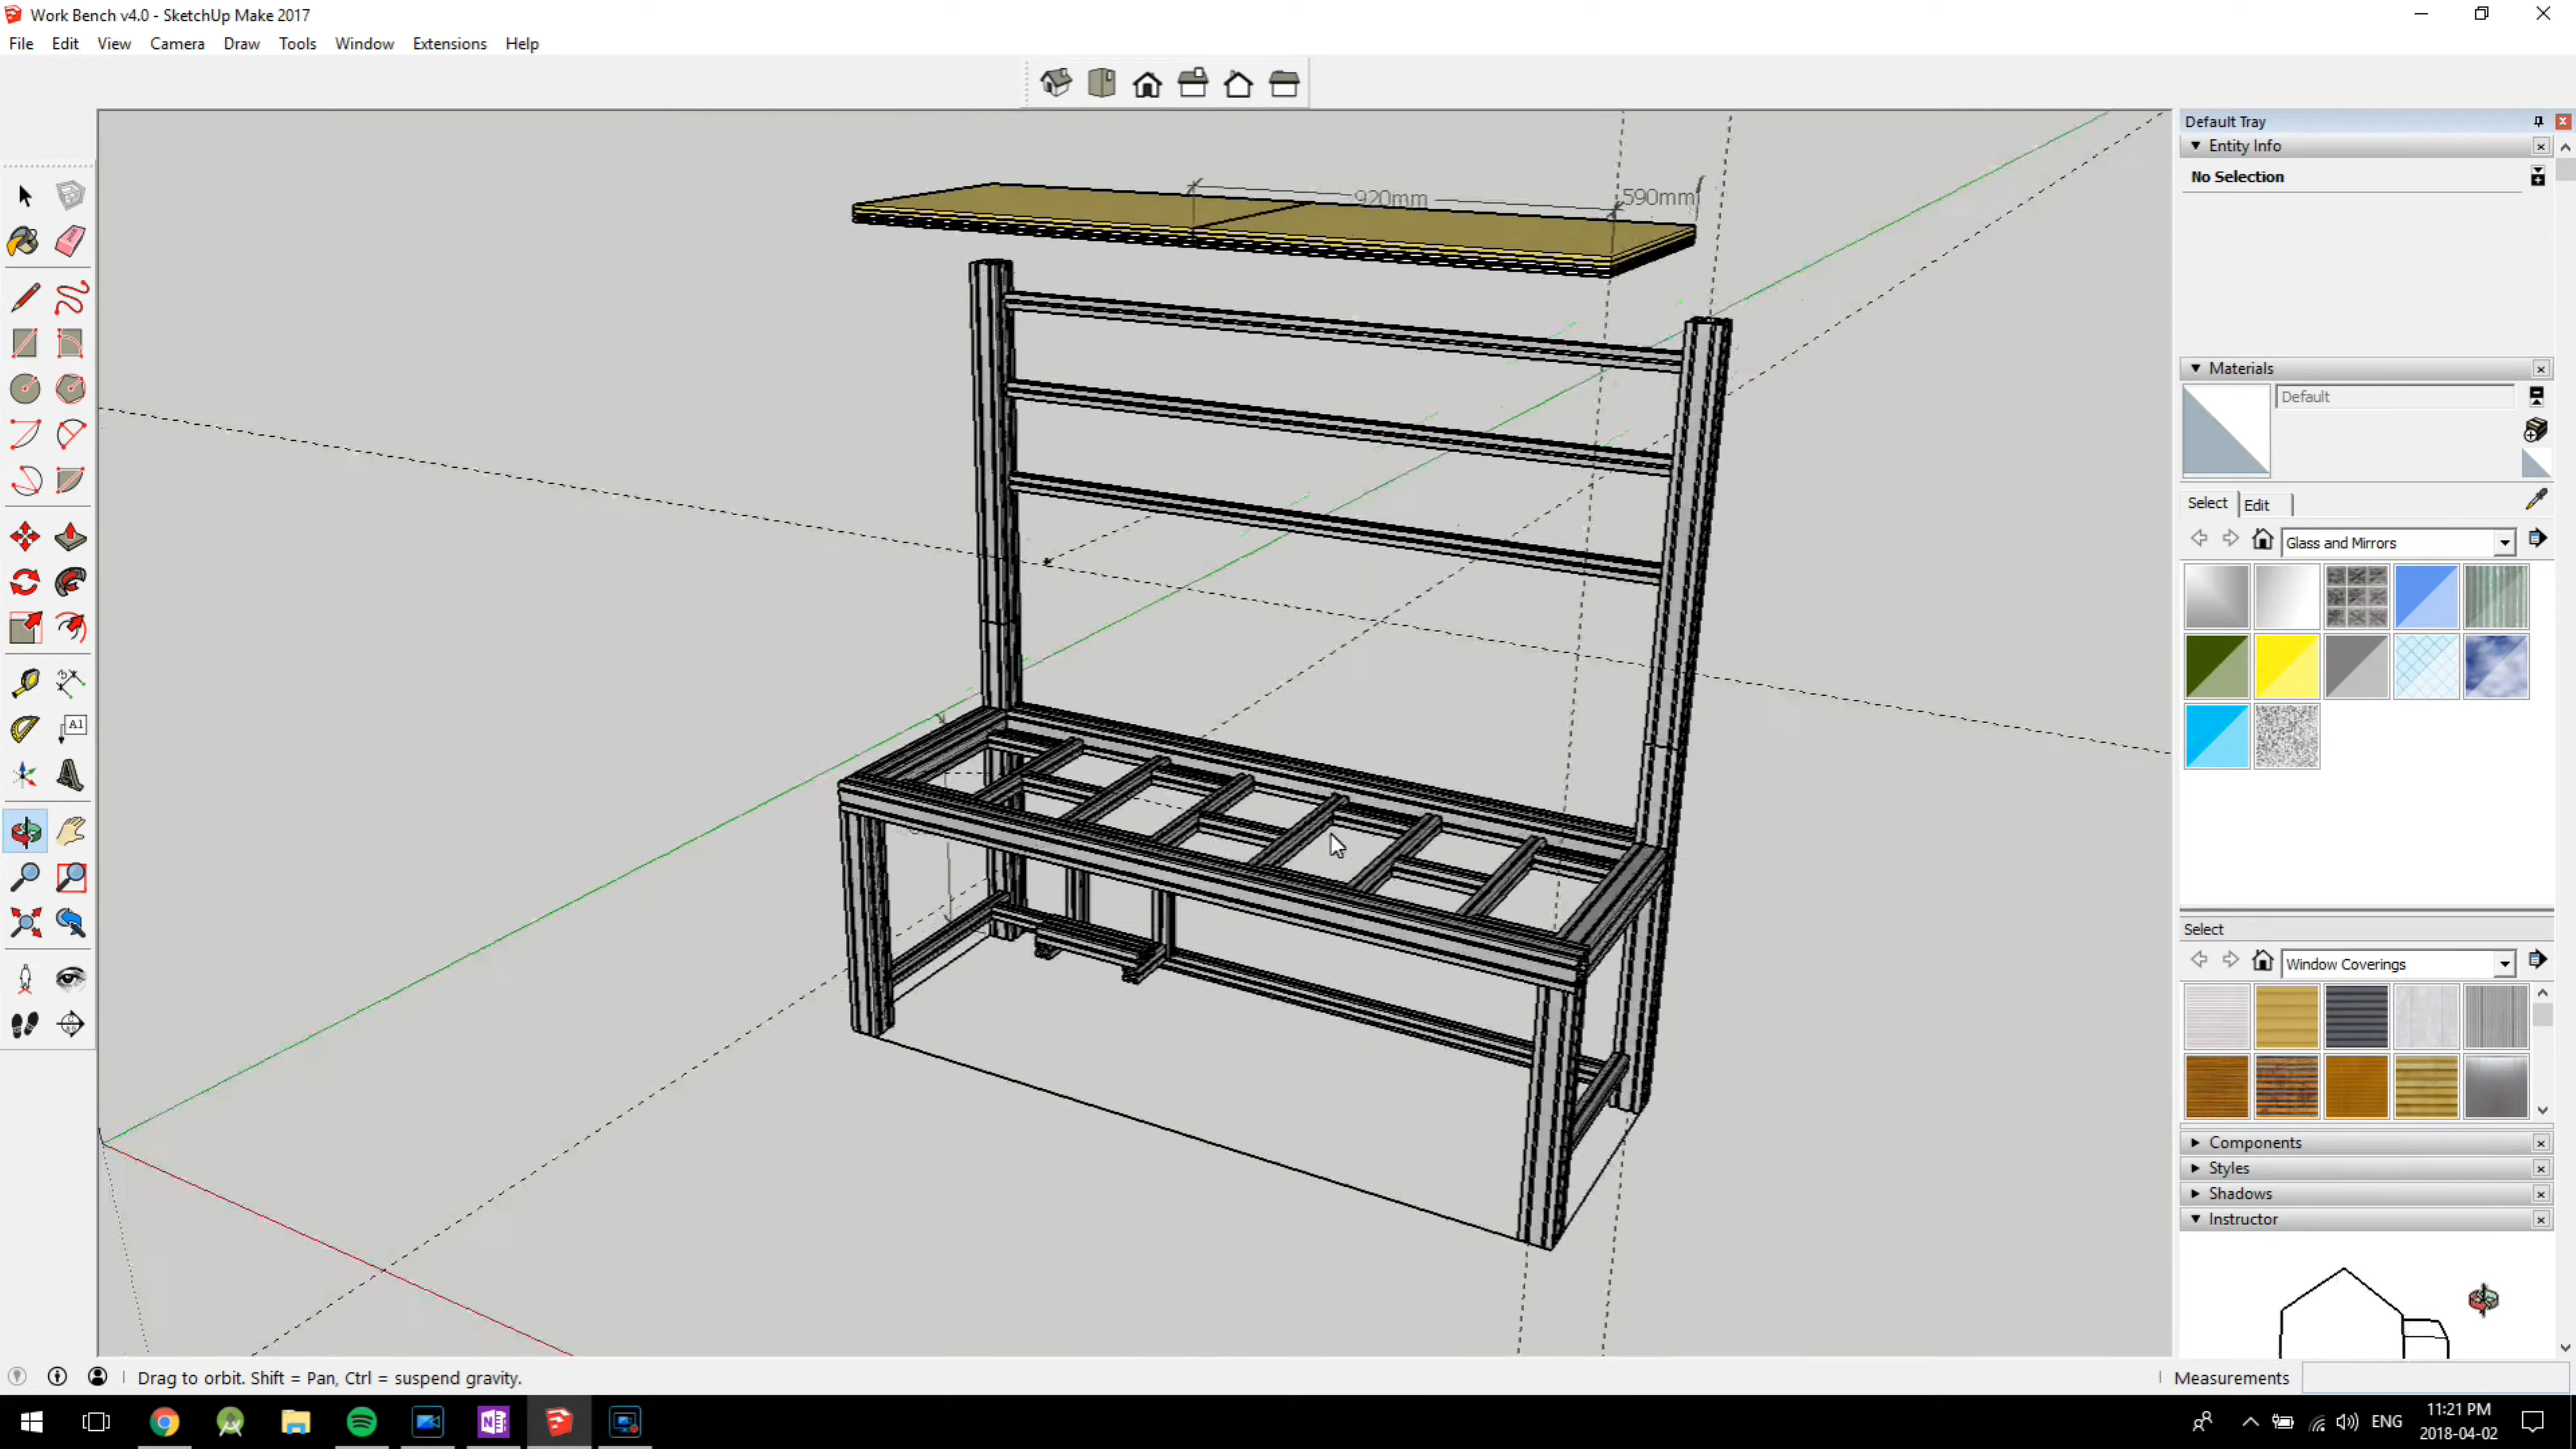 Work Bench v4.0 - SketchUp Make 2017
File Edit View Camera Draw Tools Window Extensions Help
Default Tray
Entity Info
No Selection
920mm
590mm
Materials
Default
Select Edit
Glass and Mirrors
A1
Select
Window Coverings
Components
Styles
Shadows
Instructor
Drag to orbit. Shift = Pan, Ctrl = suspend gravity.
Measurements
N
ENG
11:21 PM
2018-04-02